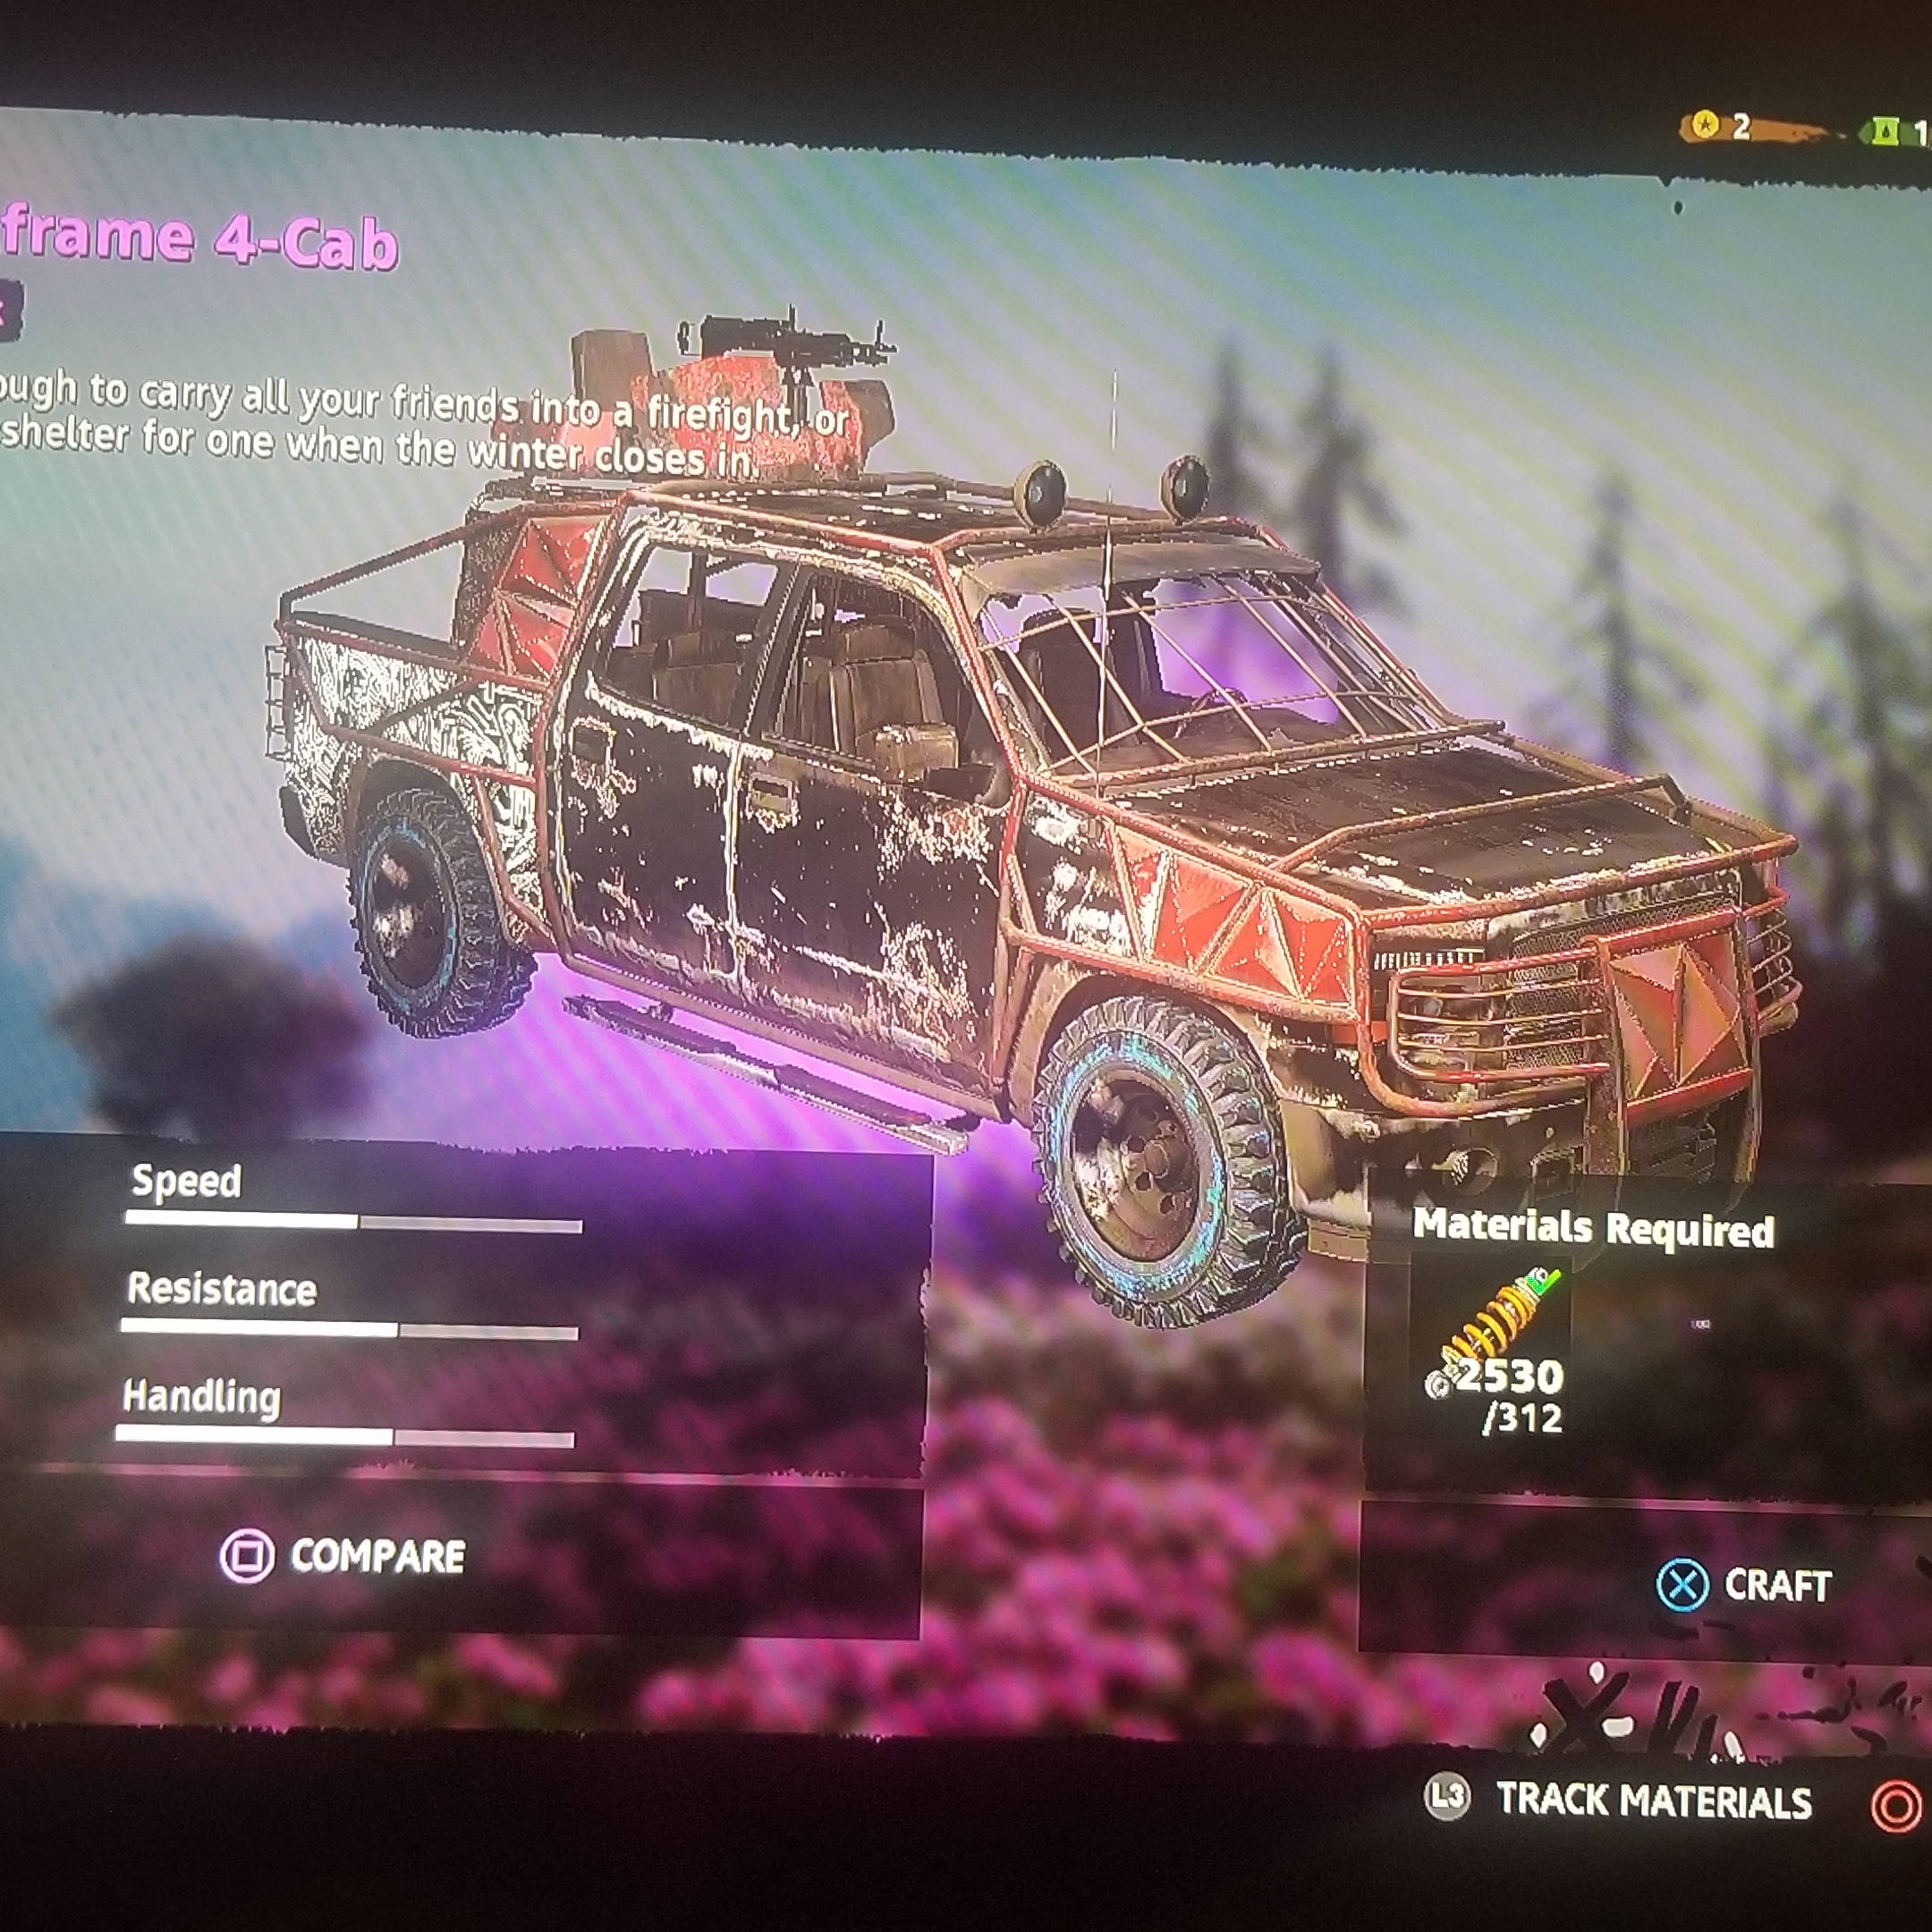 2
1
frame 4-Cab
ough to carry all your friends into a firefight, or
shelter for one when the winter closes in.
Speed
Resistance
Handling
COMPARE
Materials Required
2530
/312
CRAFT
L3 TRACK MATERIALS